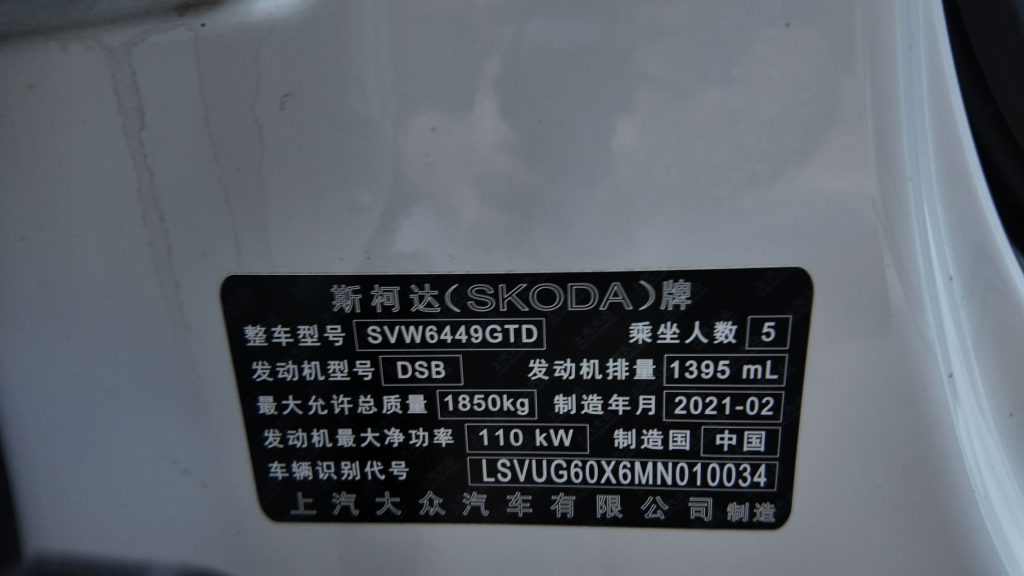 斯柯达(SKODA)牌
整车型号 SVW6449GTD 乘坐人数 5
发动机型号 DSB 发动机排量 1395 mL
最大允许总质量 1850kg 制造年月 2021-02
发动机最大净功率 110 kW 制造国 中国
车辆识别代号 LSVUG60X6MN010034
上汽大众汽车有限公司 制造